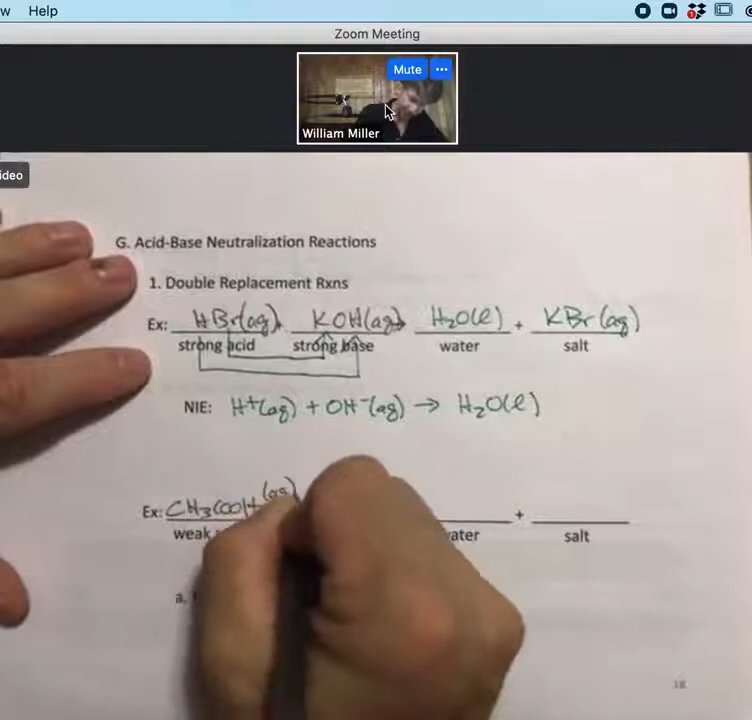 w Help
Zoom Meeting
Mute ...
William Miller
ideo
G. Acid-Base Neutralization Reactions
1. Double Replacement Rxns
Ex: HBr(aq) + KOH(aq) → H₂O(l) + KBr(aq)
strong acid strong base water salt
NIE: H⁺(aq) + OH⁻(aq) → H₂O(l)
Ex: CH₃COOH(aq) +
weak ater salt
a.
18